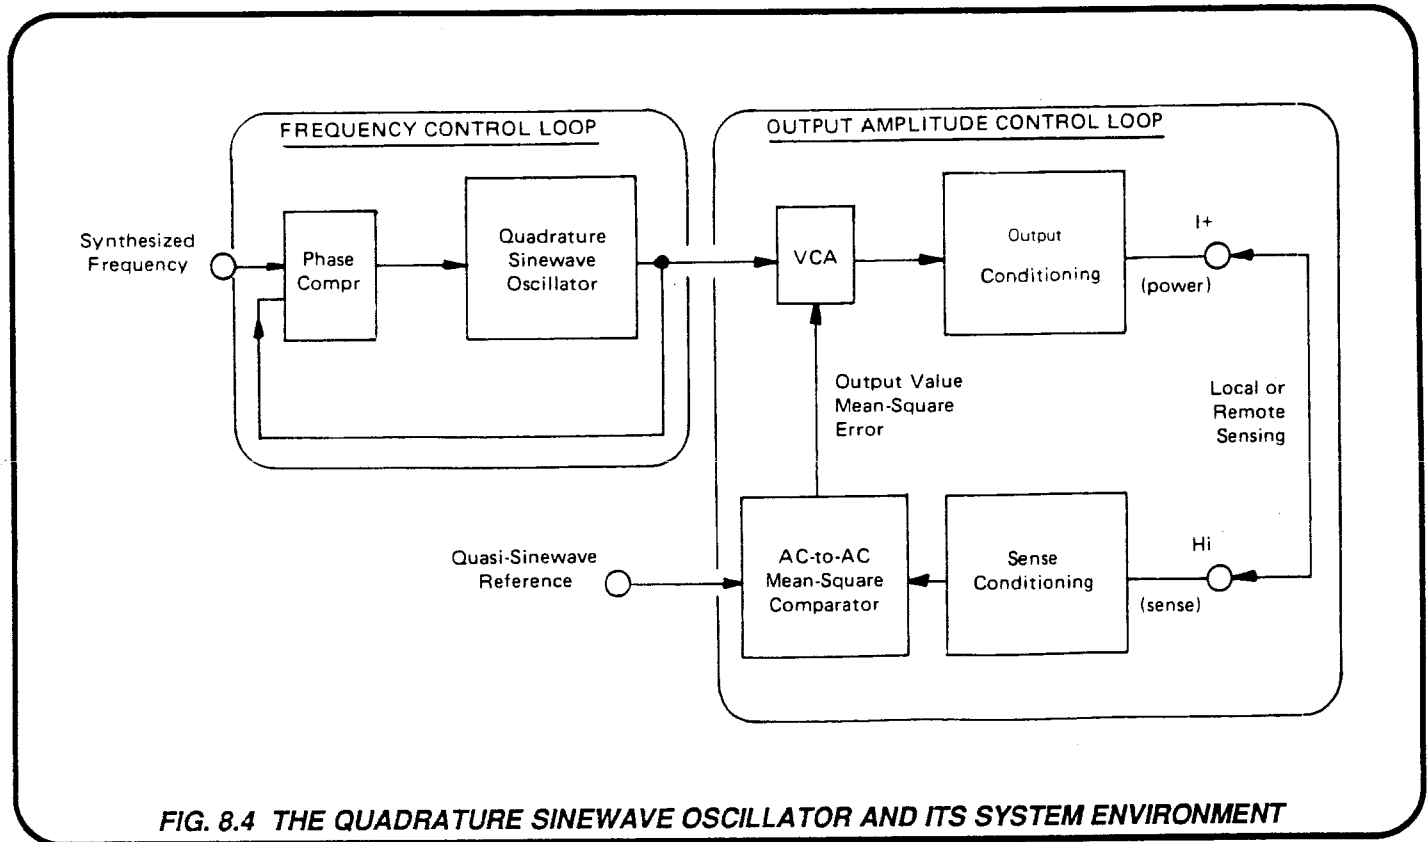 FREQUENCY CONTROL LOOP
OUTPUT AMPLITUDE CONTROL LOOP
Synthesized
Frequency
Phase
Compr
Quadrature
Sinewave
Oscillator
VCA
Output
Conditioning
I+
(power)
Output Value
Mean-Square
Error
Local or
Remote
Sensing
Quasi-Sinewave
Reference
AC-to-AC
Mean-Square
Comparator
Sense
Conditioning
Hi
(sense)
FIG. 8.4 THE QUADRATURE SINEWAVE OSCILLATOR AND ITS SYSTEM ENVIRONMENT